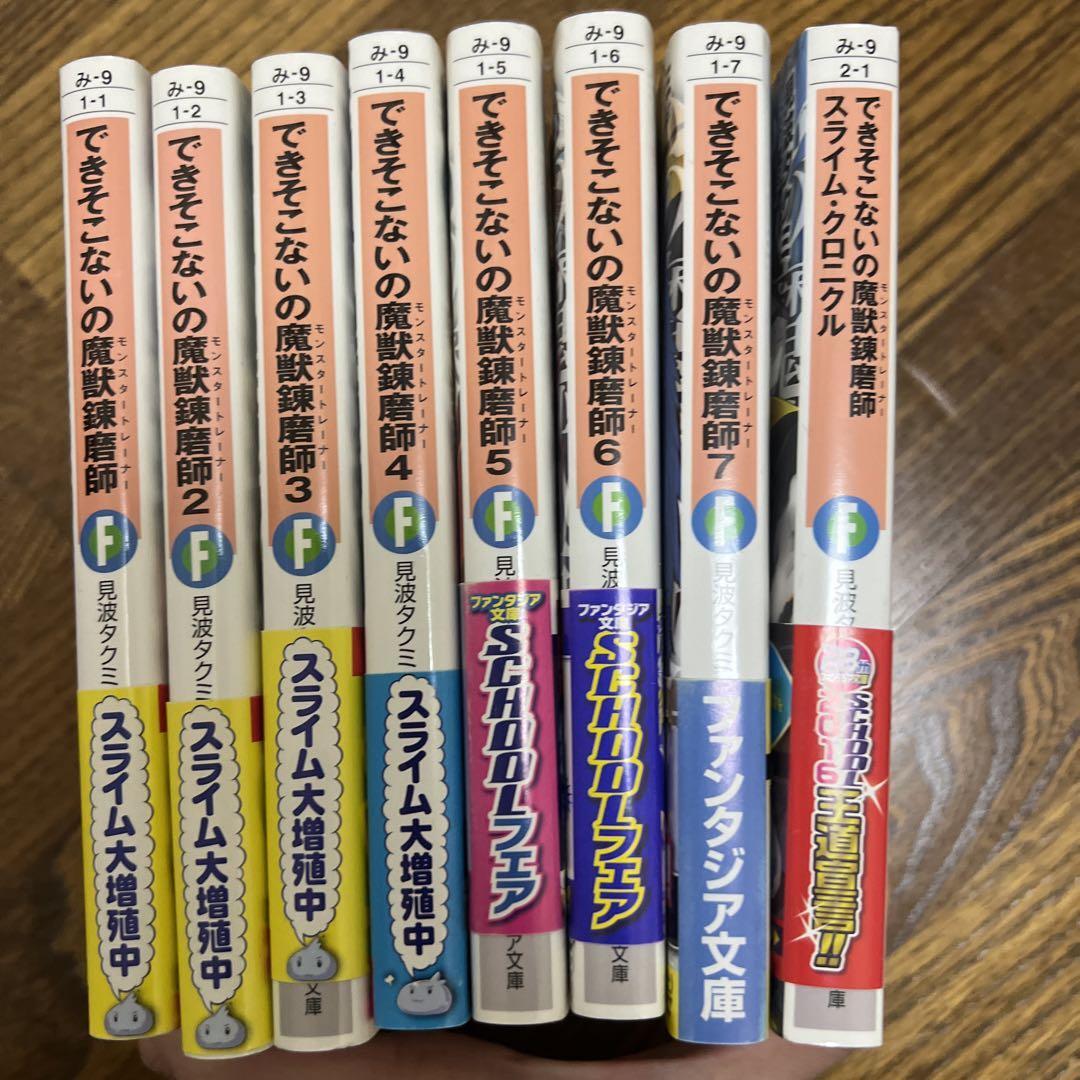 み-9
1-1
できそこないの魔獣錬磨師
モンスタートレーナー
F
見波タクミ
スライム大増殖中
み-9
1-2
できそこないの魔獣錬磨師2
モンスタートレーナー
F
見波タクミ
スライム大増殖中
み-9
1-3
できそこないの魔獣錬磨師3
モンスタートレーナー
F
見波
スライム大増殖中
文庫
み-9
1-4
できそこないの魔獣錬磨師4
モンスタートレーナー
F
見波タクミ
スライム大増殖中
み-9
1-5
できそこないの魔獣錬磨師5
モンスタートレーナー
F
見
ファンタジア
文庫
SCHOOLフェア
ア文庫
み-9
1-6
できそこないの魔獣錬磨師6
モンスタートレーナー
F
見波
ファンタジア
文庫
SCHOOLフェア
文庫
み-9
1-7
できそこないの魔獣錬磨師7
モンスタートレーナー
F
見波タクミ
ファンタジア文庫
み-9
2-1
できそこないの魔獣錬磨師
モンスタートレーナー
スライム・クロニクル
F
見波タ
ファンタジア文庫
SCHOOL
2016
王道宣言!!
庫